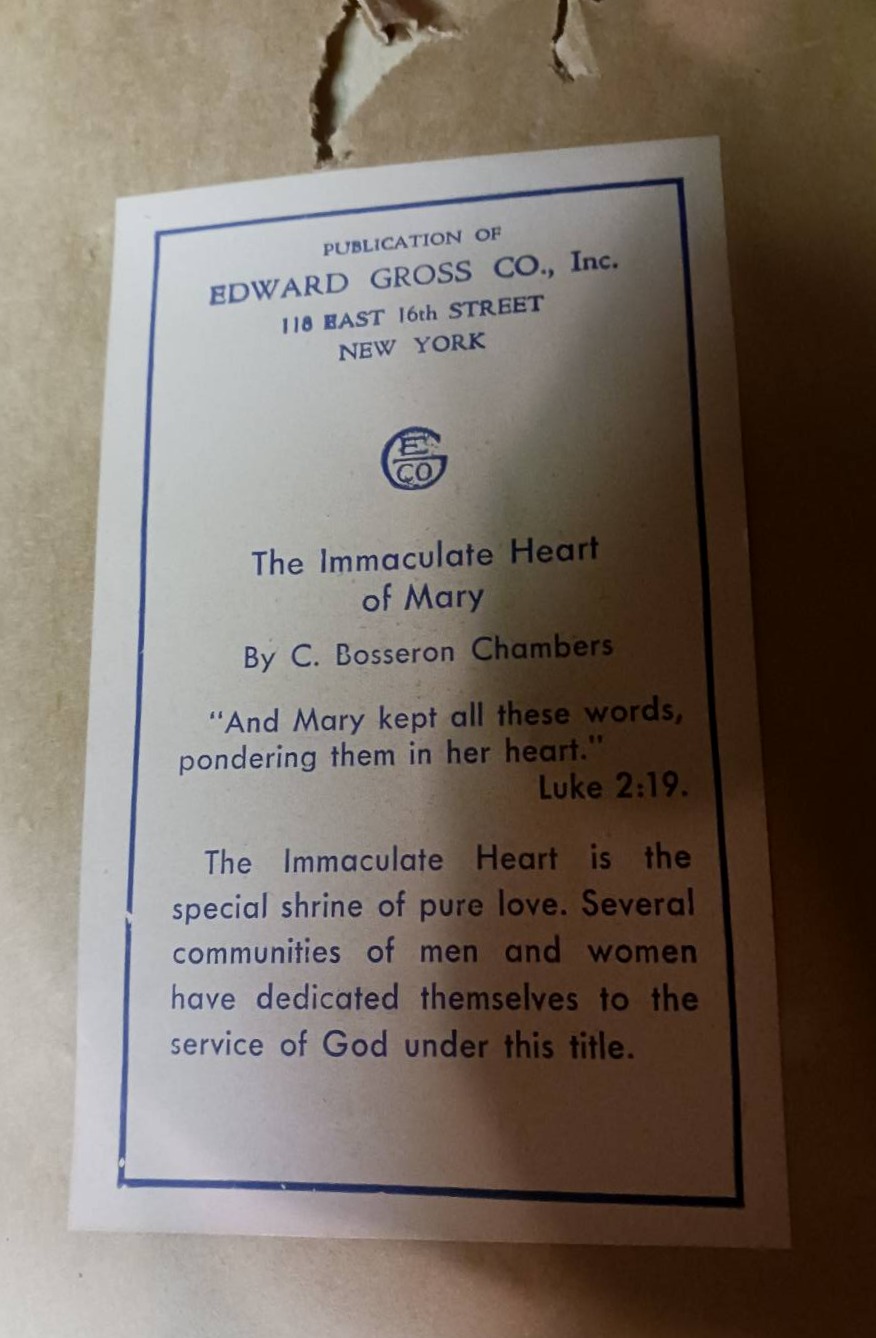 PUBLICATION OF
EDWARD GROSS CO., Inc.
118 EAST 16th STREET
NEW YORK
E
G
CO
The Immaculate Heart
of Mary
By C. Bosseron Chambers
"And Mary kept all these words,
pondering them in her heart."
Luke 2:19.
The Immaculate Heart is the
special shrine of pure love. Several
communities of men and women
have dedicated themselves to the
service of God under this title.